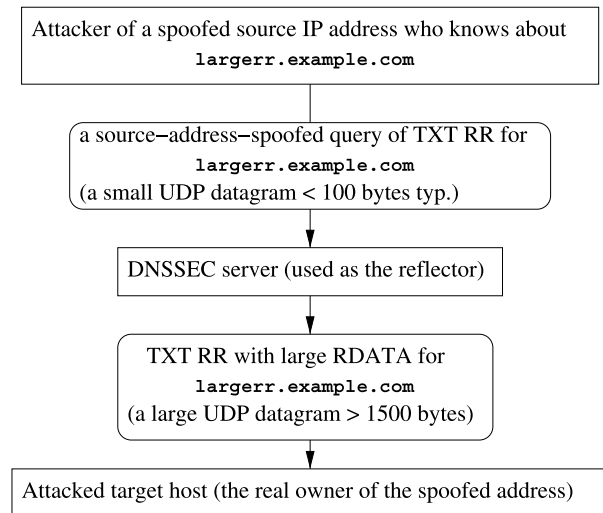 Attacker of a spoofed source IP address who knows about
largerr.example.com
a source−address−spoofed query of TXT RR for
largerr.example.com
(a small UDP datagram < 100 bytes typ.)
DNSSEC server (used as the reflector)
TXT RR with large RDATA for
largerr.example.com
(a large UDP datagram > 1500 bytes)
Attacked target host (the real owner of the spoofed address)